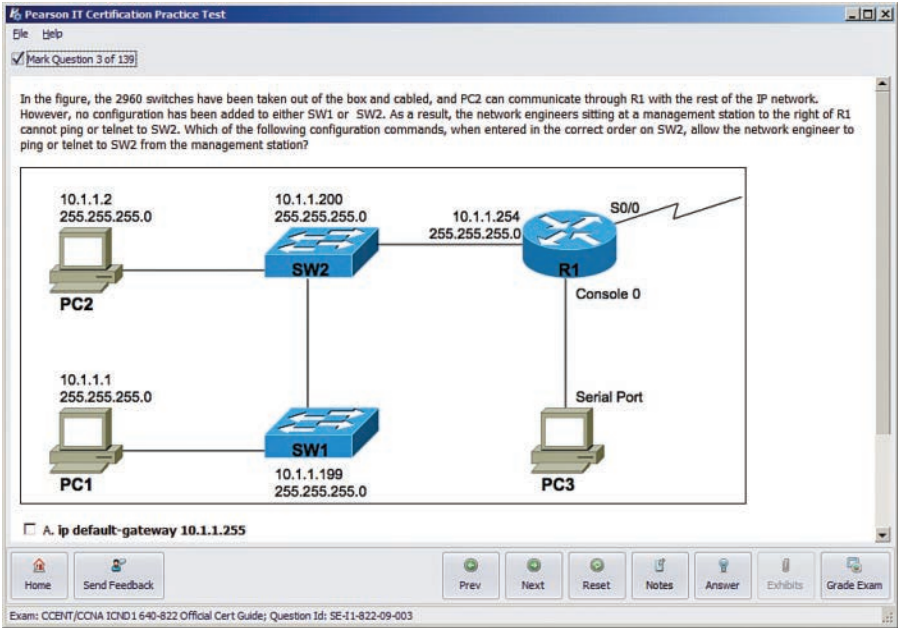 Pearson IT Certification Practice Test
File Help
Mark Question 3 of 139
In the figure, the 2960 switches have been taken out of the box and cabled, and PC2 can communicate through R1 with the rest of the IP network.
However, no configuration has been added to either SW1 or SW2. As a result, the network engineers sitting at a management station to the right of R1
cannot ping or telnet to SW2. Which of the following configuration commands, when entered in the correct order on SW2, allow the network engineer to
ping or telnet to SW2 from the management station?
10.1.1.2
255.255.255.0
PC2
10.1.1.200
255.255.255.0
SW2
10.1.1.254
255.255.255.0
S0/0
R1
Console 0
10.1.1.1
255.255.255.0
PC1
SW1
10.1.1.199
255.255.255.0
Serial Port
PC3
A. ip default-gateway 10.1.1.255
Home
Send Feedback
Prev
Next
Reset
Notes
Answer
Exhibits
Grade Exam
Exam: CCENT/CCNA ICND1 640-822 Official Cert Guide; Question Id: SE-I1-822-09-003